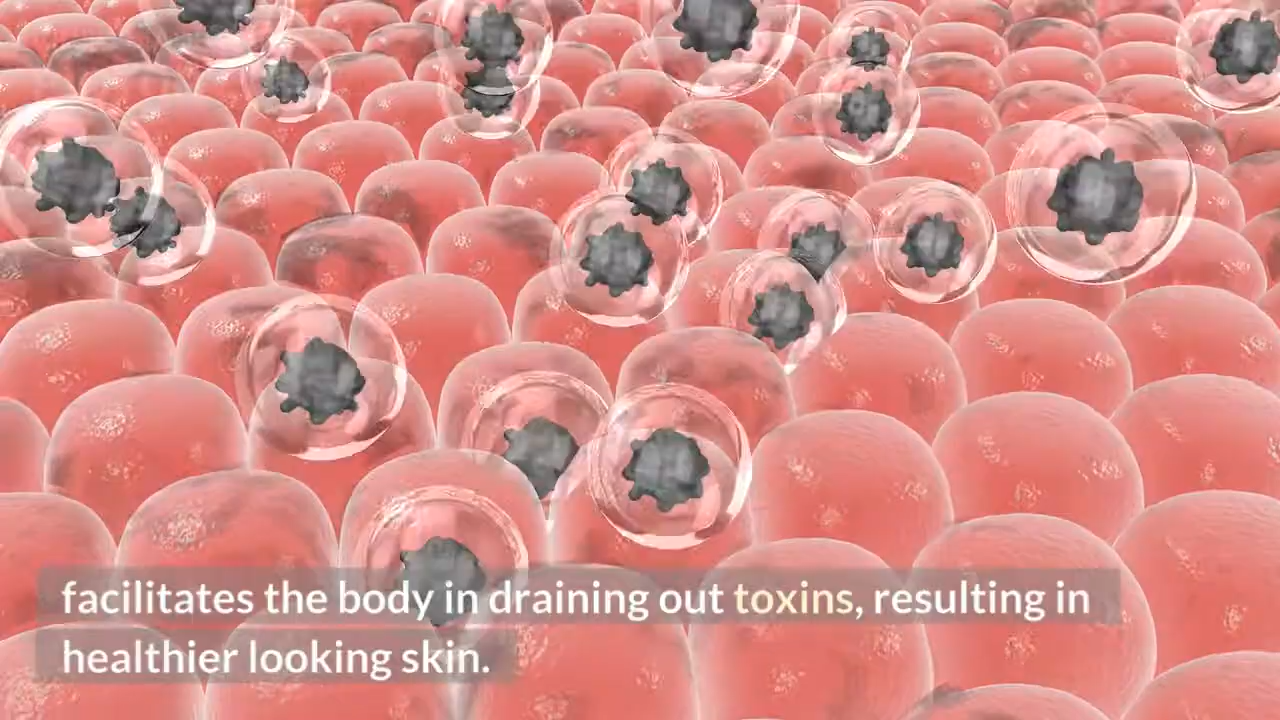 facilitates the body in draining out toxins, resulting in
healthier looking skin.